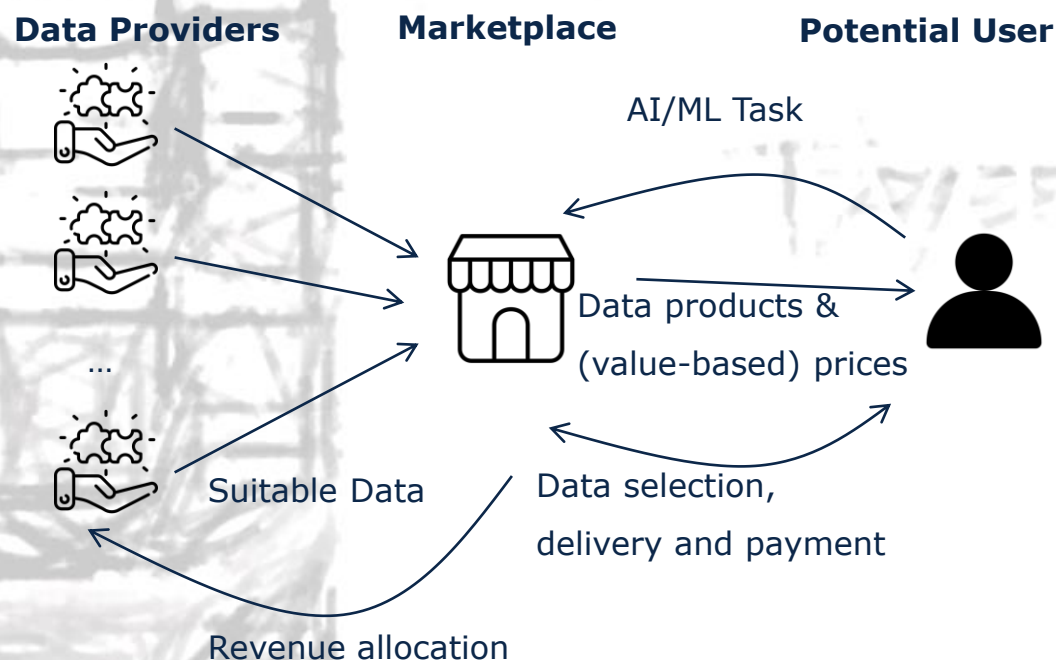 Data Providers
Marketplace
Potential User
AI/ML Task
Data products &
(value-based) prices
...
Suitable Data
Data selection,
delivery and payment
Revenue allocation